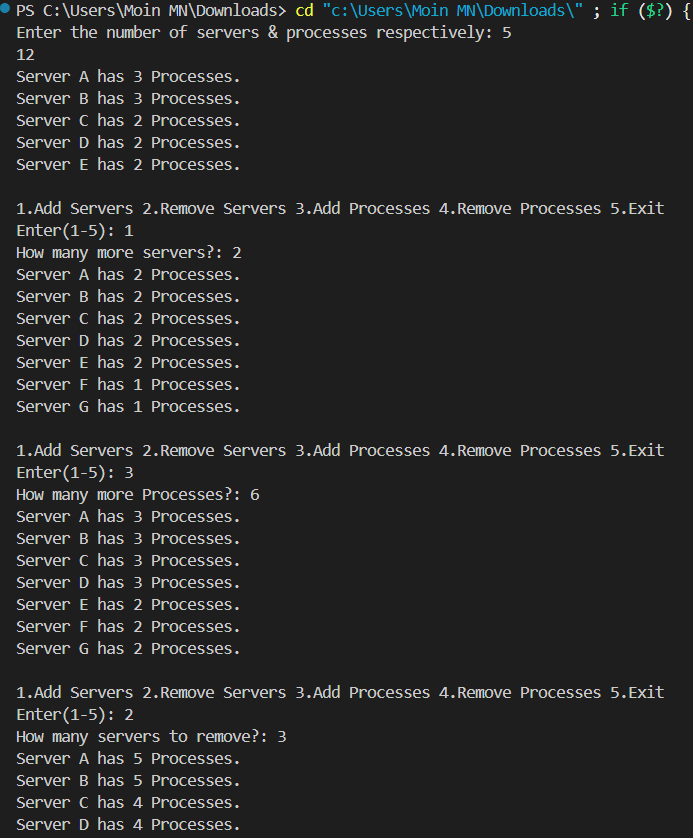 PS C:\Users\Moin MN\Downloads> cd "c:\Users\Moin MN\Downloads\" ; if ($?) {
Enter the number of servers & processes respectively: 5
12
Server A has 3 Processes.
Server B has 3 Processes.
Server C has 2 Processes.
Server D has 2 Processes.
Server E has 2 Processes.
1.Add Servers 2.Remove Servers 3.Add Processes 4.Remove Processes 5.Exit
Enter(1-5): 1
How many more servers?: 2
Server A has 2 Processes.
Server B has 2 Processes.
Server C has 2 Processes.
Server D has 2 Processes.
Server E has 2 Processes.
Server F has 1 Processes.
Server G has 1 Processes.
1.Add Servers 2.Remove Servers 3.Add Processes 4.Remove Processes 5.Exit
Enter(1-5): 3
How many more Processes?: 6
Server A has 3 Processes.
Server B has 3 Processes.
Server C has 3 Processes.
Server D has 3 Processes.
Server E has 2 Processes.
Server F has 2 Processes.
Server G has 2 Processes.
1.Add Servers 2.Remove Servers 3.Add Processes 4.Remove Processes 5.Exit
Enter(1-5): 2
How many servers to remove?: 3
Server A has 5 Processes.
Server B has 5 Processes.
Server C has 4 Processes.
Server D has 4 Processes.